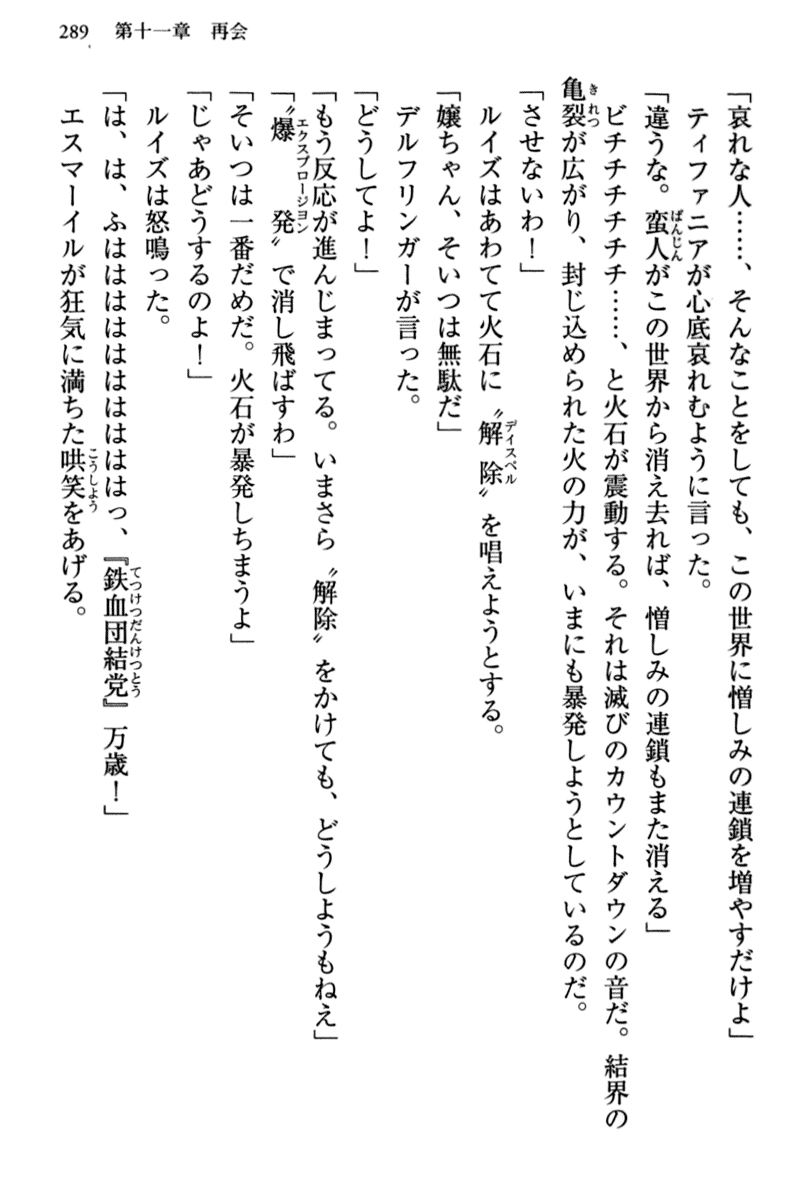 289　第十一章　再会
「哀れな人……、そんなことをしても、この世界に憎しみの連鎖を増やすだけよ」
ティファニアが心底哀れむように言った。
「違うな。蛮人がこの世界から消え去れば、憎しみの連鎖もまた消える」
ビチチチチチチ……、と火石が震動する。それは滅びのカウントダウンの音だ。結界の
亀裂が広がり、封じ込められた火の力が、いまにも暴発しようとしているのだ。
「させないわ！」
ルイズはあわてて火石に〝解除〟を唱えようとする。
「嬢ちゃん、そいつは無駄だ」
デルフリンガーが言った。
「どうしてよ！」
「もう反応が進んじまってる。いまさら〝解除〟をかけても、どうしようもねえ」
「〝爆発〟で消し飛ばすわ」
「そいつは一番だめだ。火石が暴発しちまうよ」
「じゃあどうするのよ！」
ルイズは怒鳴った。
「は、は、ふはははははははははははっ、『鉄血団結党』万歳！」
エスマーイルが狂気に満ちた哄笑をあげる。